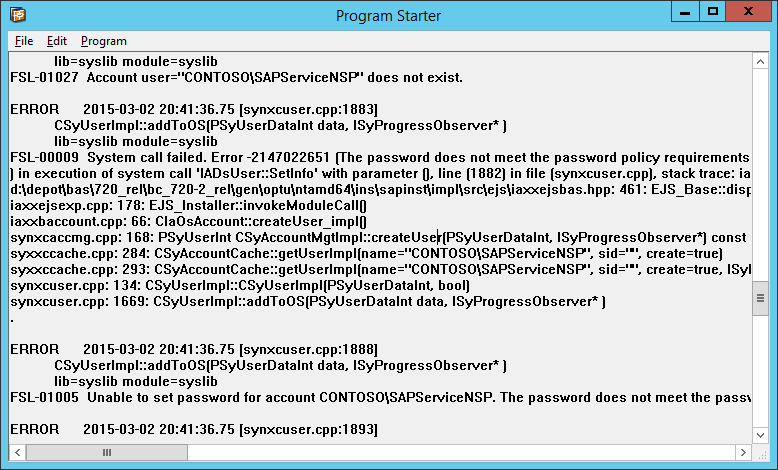 Program Starter
File Edit Program
lib=syslib module=syslib
FSL-01027 Account user="CONTOSO\SAPServiceNSP" does not exist.
ERROR 2015-03-02 20:41:36.75 [synxcuser.cpp:1883]
CSyUserImpl::addToOS(PSyUserDataInt data, ISyProgressObserver* )
lib=syslib module=syslib
FSL-00009 System call failed. Error -2147022651 (The password does not meet the password policy requirements
) in execution of system call 'IADsUser::SetInfo' with parameter (), line (1882) in file (synxcuser.cpp), stack trace: ia
d:\depot\bas\720_rel\bc_720-2_rel\gen\optu\ntamd64\ins\sapinst\impl\src\ejs\iaxxejsbas.hpp: 461: EJS_Base::disp
iaxxejsexp.cpp: 178: EJS_Installer::invokeModuleCall()
iaxxbaccount.cpp: 66: CIaOsAccount::createUser_impl()
synxcaccmg.cpp: 168: PSyUserInt CSyAccountMgtImpl::createUser(PSyUserDataInt, ISyProgressObserver*) const
syxxccache.cpp: 284: CSyAccountCache::getUserImpl(name="CONTOSO\SAPServiceNSP", sid="", create=true)
syxxccache.cpp: 293: CSyAccountCache::getUserImpl(name="CONTOSO\SAPServiceNSP", sid="", create=true, ISyl
synxcuser.cpp: 134: CSyUserImpl::CSyUserImpl(PSyUserDataInt, bool)
synxcuser.cpp: 1669: CSyUserImpl::addToOS(PSyUserDataInt data, ISyProgressObserver* )
.
ERROR 2015-03-02 20:41:36.75 [synxcuser.cpp:1888]
CSyUserImpl::addToOS(PSyUserDataInt data, ISyProgressObserver* )
lib=syslib module=syslib
FSL-01005 Unable to set password for account CONTOSO\SAPServiceNSP. The password does not meet the passw
ERROR 2015-03-02 20:41:36.75 [synxcuser.cpp:1893]